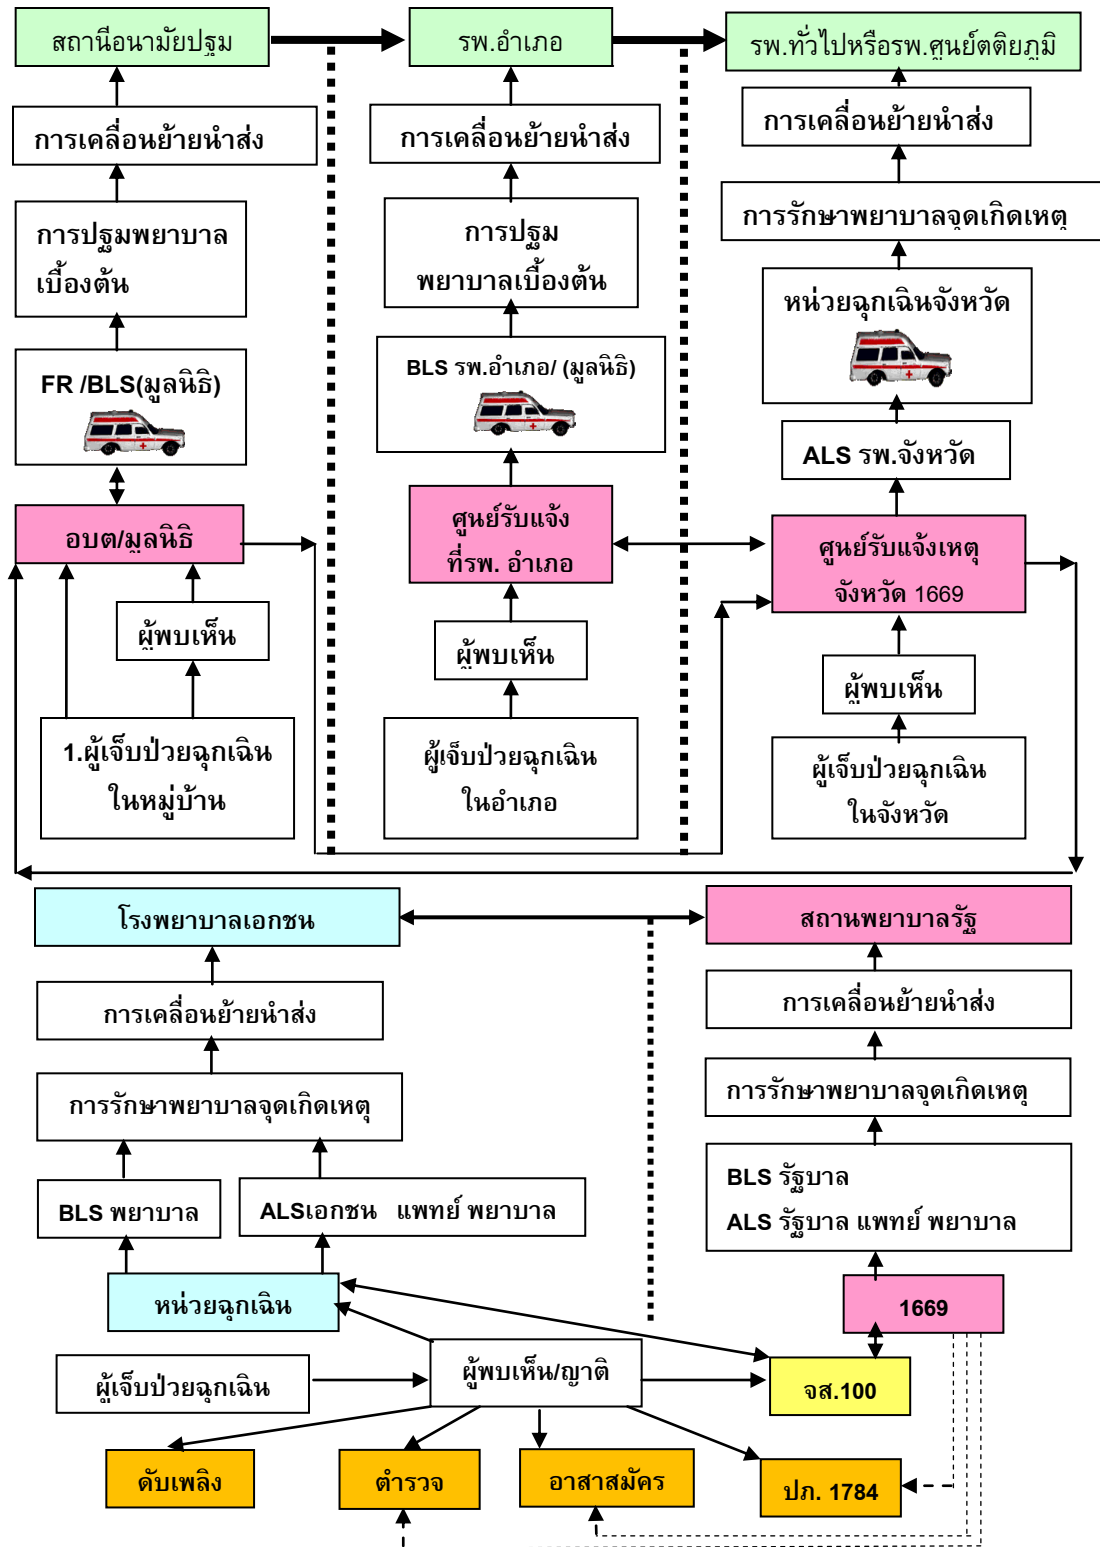 สถานีอนามัยปฐม
รพ.อำเภอ
รพ.ทั่วไปหรือรพ.ศูนย์ตติยภูมิ
การเคลื่อนย้ายนำส่ง
การเคลื่อนย้ายนำส่ง
การเคลื่อนย้ายนำส่ง
การปฐมพยาบาล
เบื้องต้น
การปฐม
พยาบาลเบื้องต้น
การรักษาพยาบาลจุดเกิดเหตุ
หน่วยฉุกเฉินจังหวัด
FR /BLS(มูลนิธิ)
BLS รพ.อำเภอ/ (มูลนิธิ)
ALS รพ.จังหวัด
อบต/มูลนิธิ
ศูนย์รับแจ้ง
ที่รพ. อำเภอ
ศูนย์รับแจ้งเหตุ
จังหวัด 1669
ผู้พบเห็น
ผู้พบเห็น
ผู้พบเห็น
1.ผู้เจ็บป่วยฉุกเฉิน
ในหมู่บ้าน
ผู้เจ็บป่วยฉุกเฉิน
ในอำเภอ
ผู้เจ็บป่วยฉุกเฉิน
ในจังหวัด
โรงพยาบาลเอกชน
สถานพยาบาลรัฐ
การเคลื่อนย้ายนำส่ง
การเคลื่อนย้ายนำส่ง
การรักษาพยาบาลจุดเกิดเหตุ
การรักษาพยาบาลจุดเกิดเหตุ
BLS พยาบาล
ALSเอกชน แพทย์ พยาบาล
BLS รัฐบาล
ALS รัฐบาล แพทย์ พยาบาล
หน่วยฉุกเฉิน
1669
ผู้เจ็บป่วยฉุกเฉิน
ผู้พบเห็น/ญาติ
จส.100
ดับเพลิง
ตำรวจ
อาสาสมัคร
ปภ. 1784